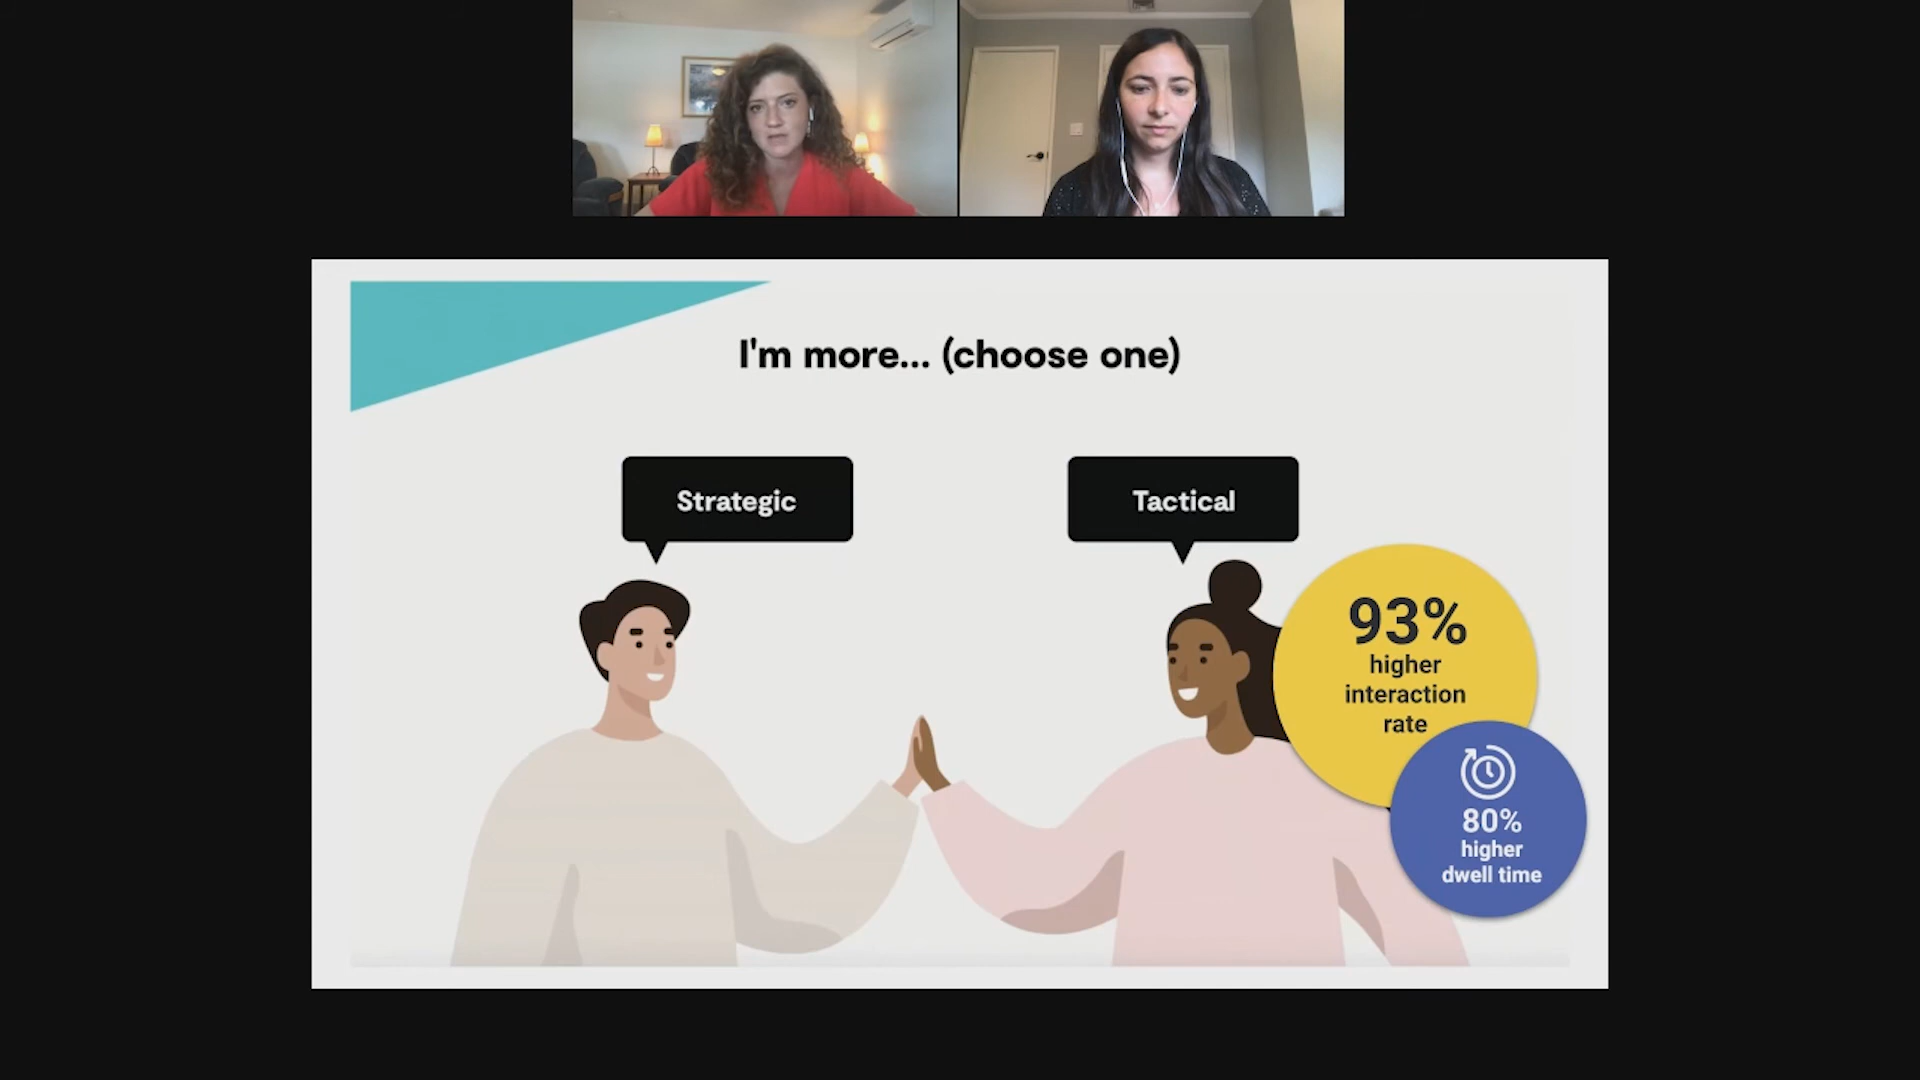 I'm more... (choose one)
Strategic
Tactical
93%
higher
interaction
rate
80%
higher
dwell time